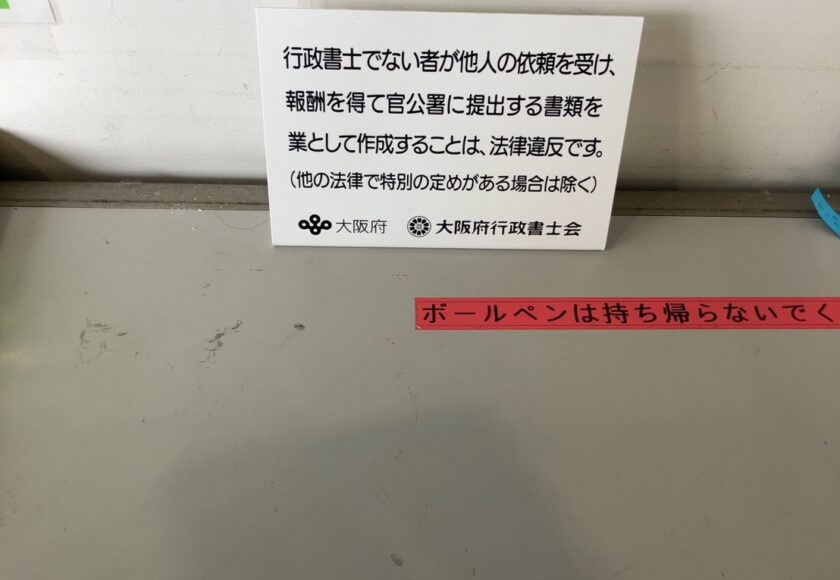 行政書士でない者が他人の依頼を受け、
報酬を得て官公署に提出する書類を
業として作成することは、法律違反です。
（他の法律で特別の定めがある場合は除く）
大阪府 大阪府行政書士会
ボールペンは持ち帰らないでく